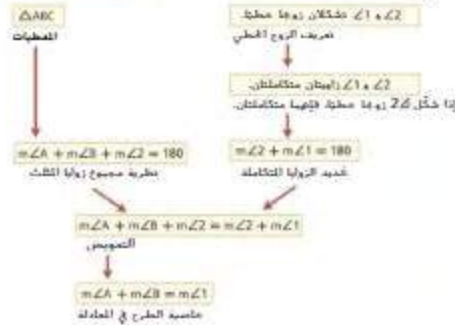 △ABC
المعطيات
∠1 و ∠2 تشكلان زوجًا خطيًا.
تعريف الزوج الخطي
∠1 و ∠2 زاويتان متكاملتان.
إذا شكّل 2∠ زوجًا خطيًا، فإنهما متكاملتان.
m∠A + m∠B + m∠2 = 180
نظرية مجموع زوايا المثلث
m∠2 + m∠1 = 180
تحديد الزوايا المتكاملة
m∠A + m∠B + m∠2 = m∠2 + m∠1
التعويض
m∠A + m∠B = m∠1
خاصية الطرح في المعادلة